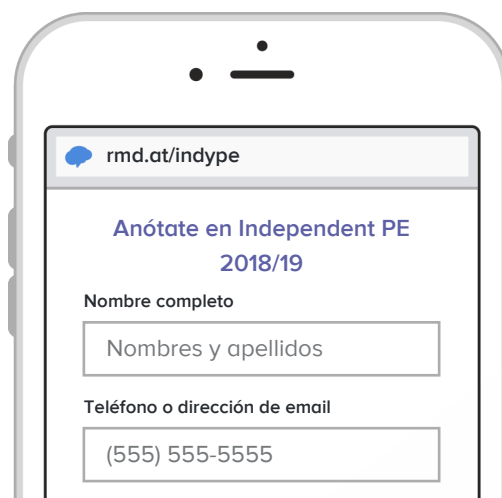 rmd.at/indype
Anótate en Independent PE
2018/19
Nombre completo
Nombres y apellidos
Teléfono o dirección de email
(555) 555-5555